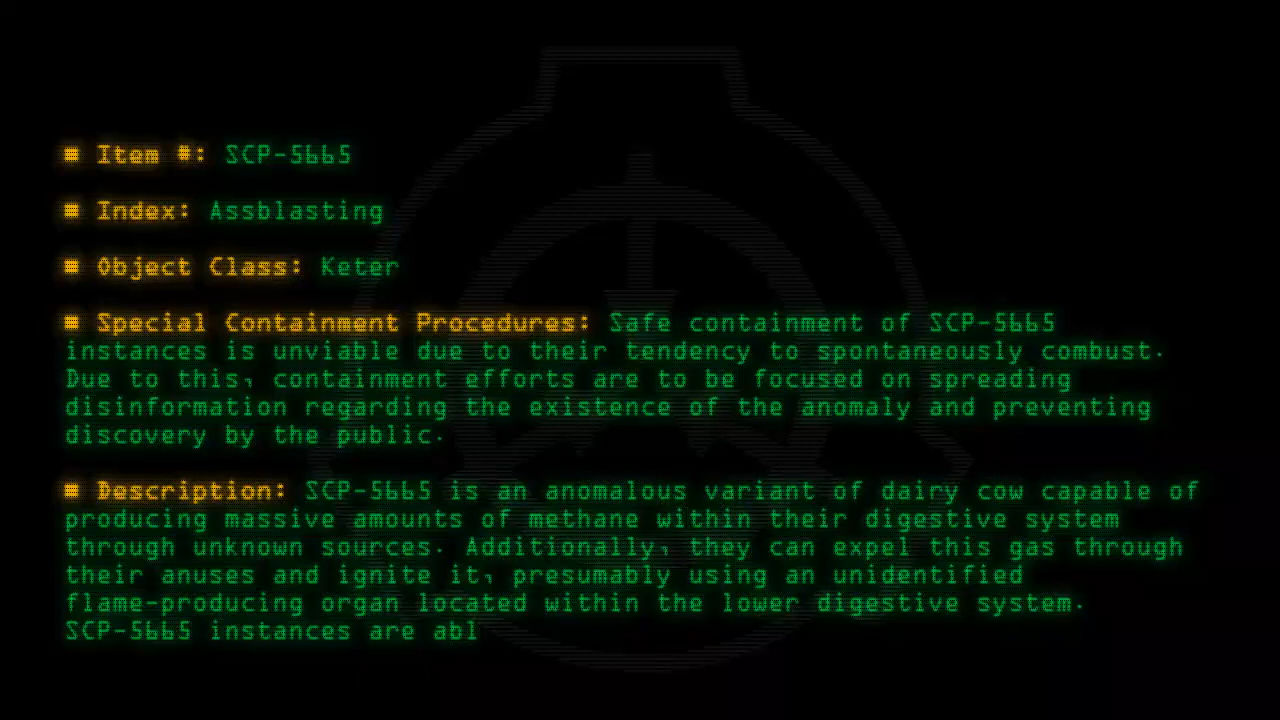 ■ Item #: SCP-5665
■ Index: Assblasting
■ Object Class: Keter
■ Special Containment Procedures: Safe containment of SCP-5665
instances is unviable due to their tendency to spontaneously combust.
Due to this, containment efforts are to be focused on spreading
disinformation regarding the existence of the anomaly and preventing
discovery by the public.
■ Description: SCP-5665 is an anomalous variant of dairy cow capable of
producing massive amounts of methane within their digestive system
through unknown sources. Additionally, they can expel this gas through
their anuses and ignite it, presumably using an unidentified
flame-producing organ located within the lower digestive system.
SCP-5665 instances are abl